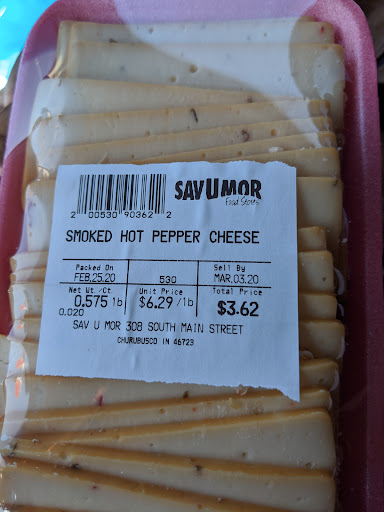 SAVUMOR
Food Stores
2 00530 90362 2
SMOKED HOT PEPPER CHEESE
Packed On Sell By
FEB.25.20 530 MAR.03.20
Net Wt./Ct. Unit Price Total Price
0.575 lb $6.29 /lb $3.62
0.020
SAV U MOR 308 SOUTH MAIN STREET
CHURUBUSCO IN 46723